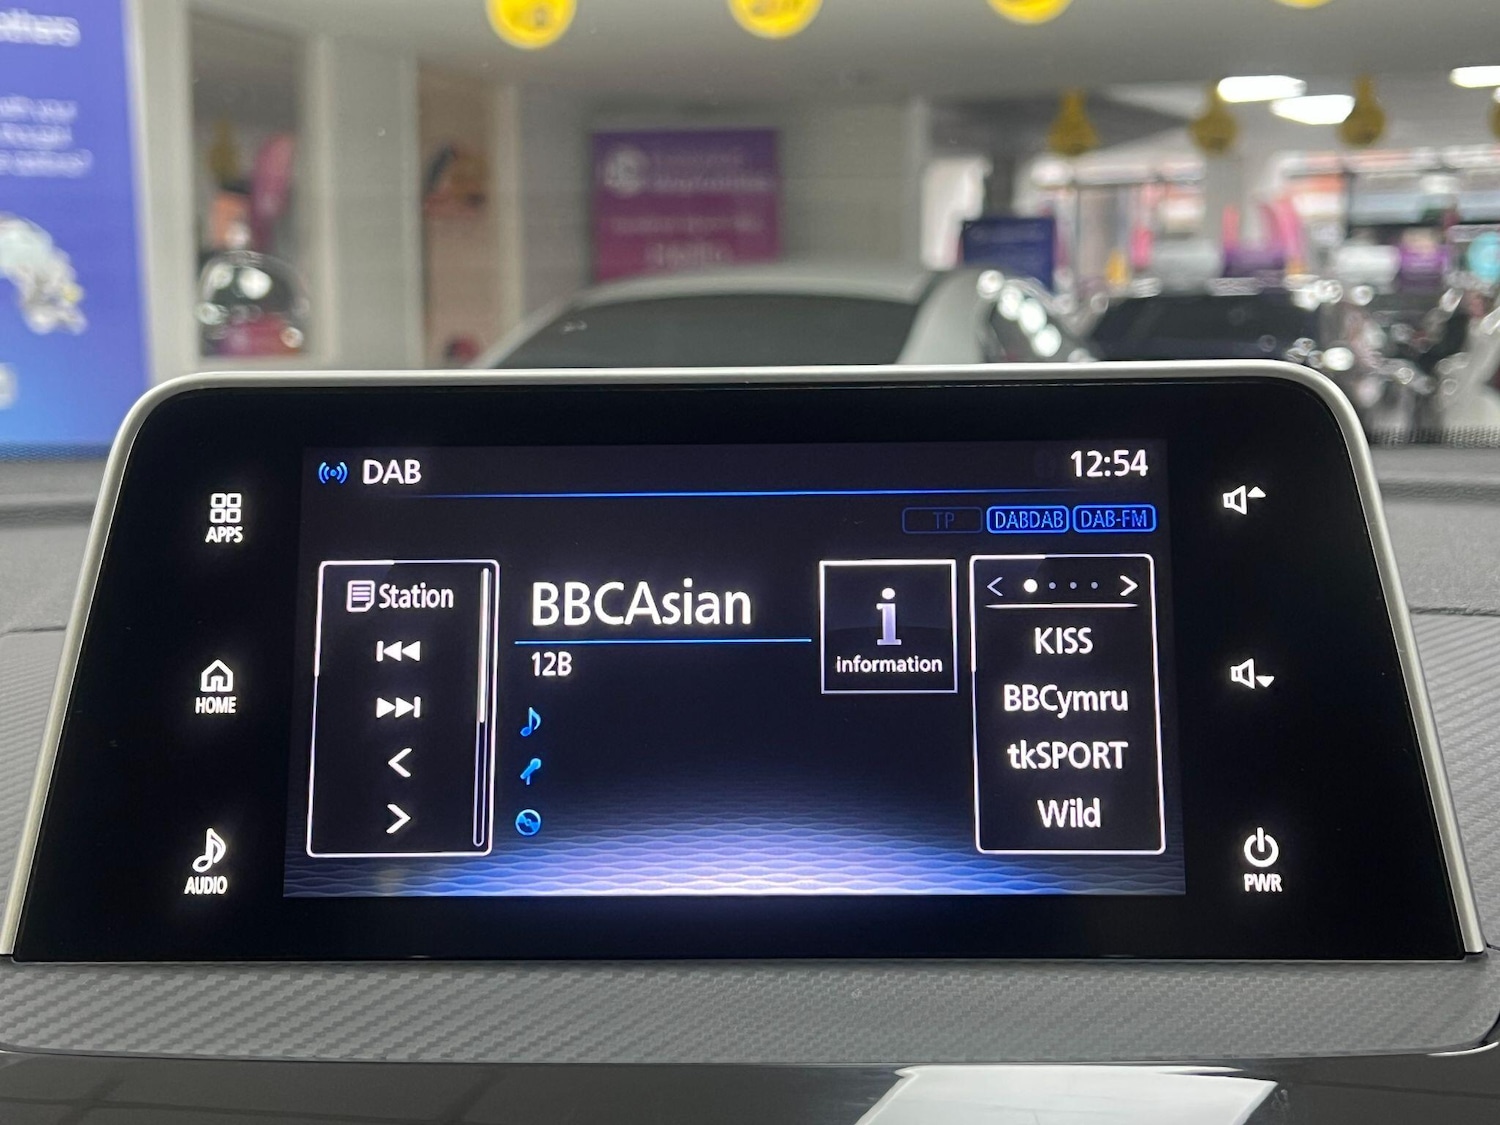 others
DAB
12:54
APPS
TP
DABDAB
DAB-FM
Station
BBCAsian
12B
information
KISS
BBCymru
tkSPORT
Wild
HOME
AUDIO
PWR